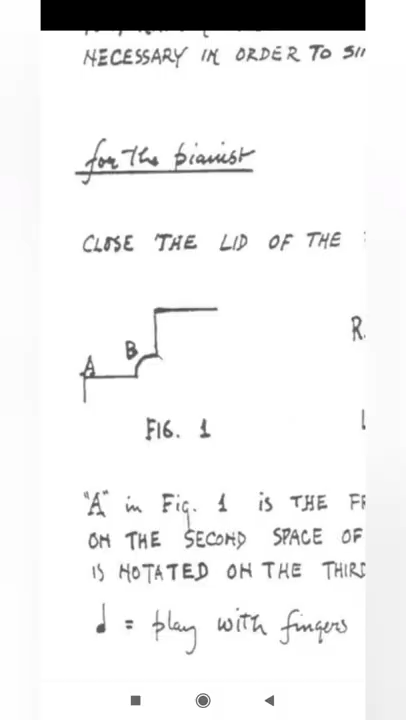 NECESSARY IN ORDER TO
for the pianist
CLOSE THE LID OF THE
A
B
R.
FIG. 1
"A" in Fig. 1 is THE
ON THE SECOND SPACE OF
IS NOTATED ON THE THIRD
= play with fingers